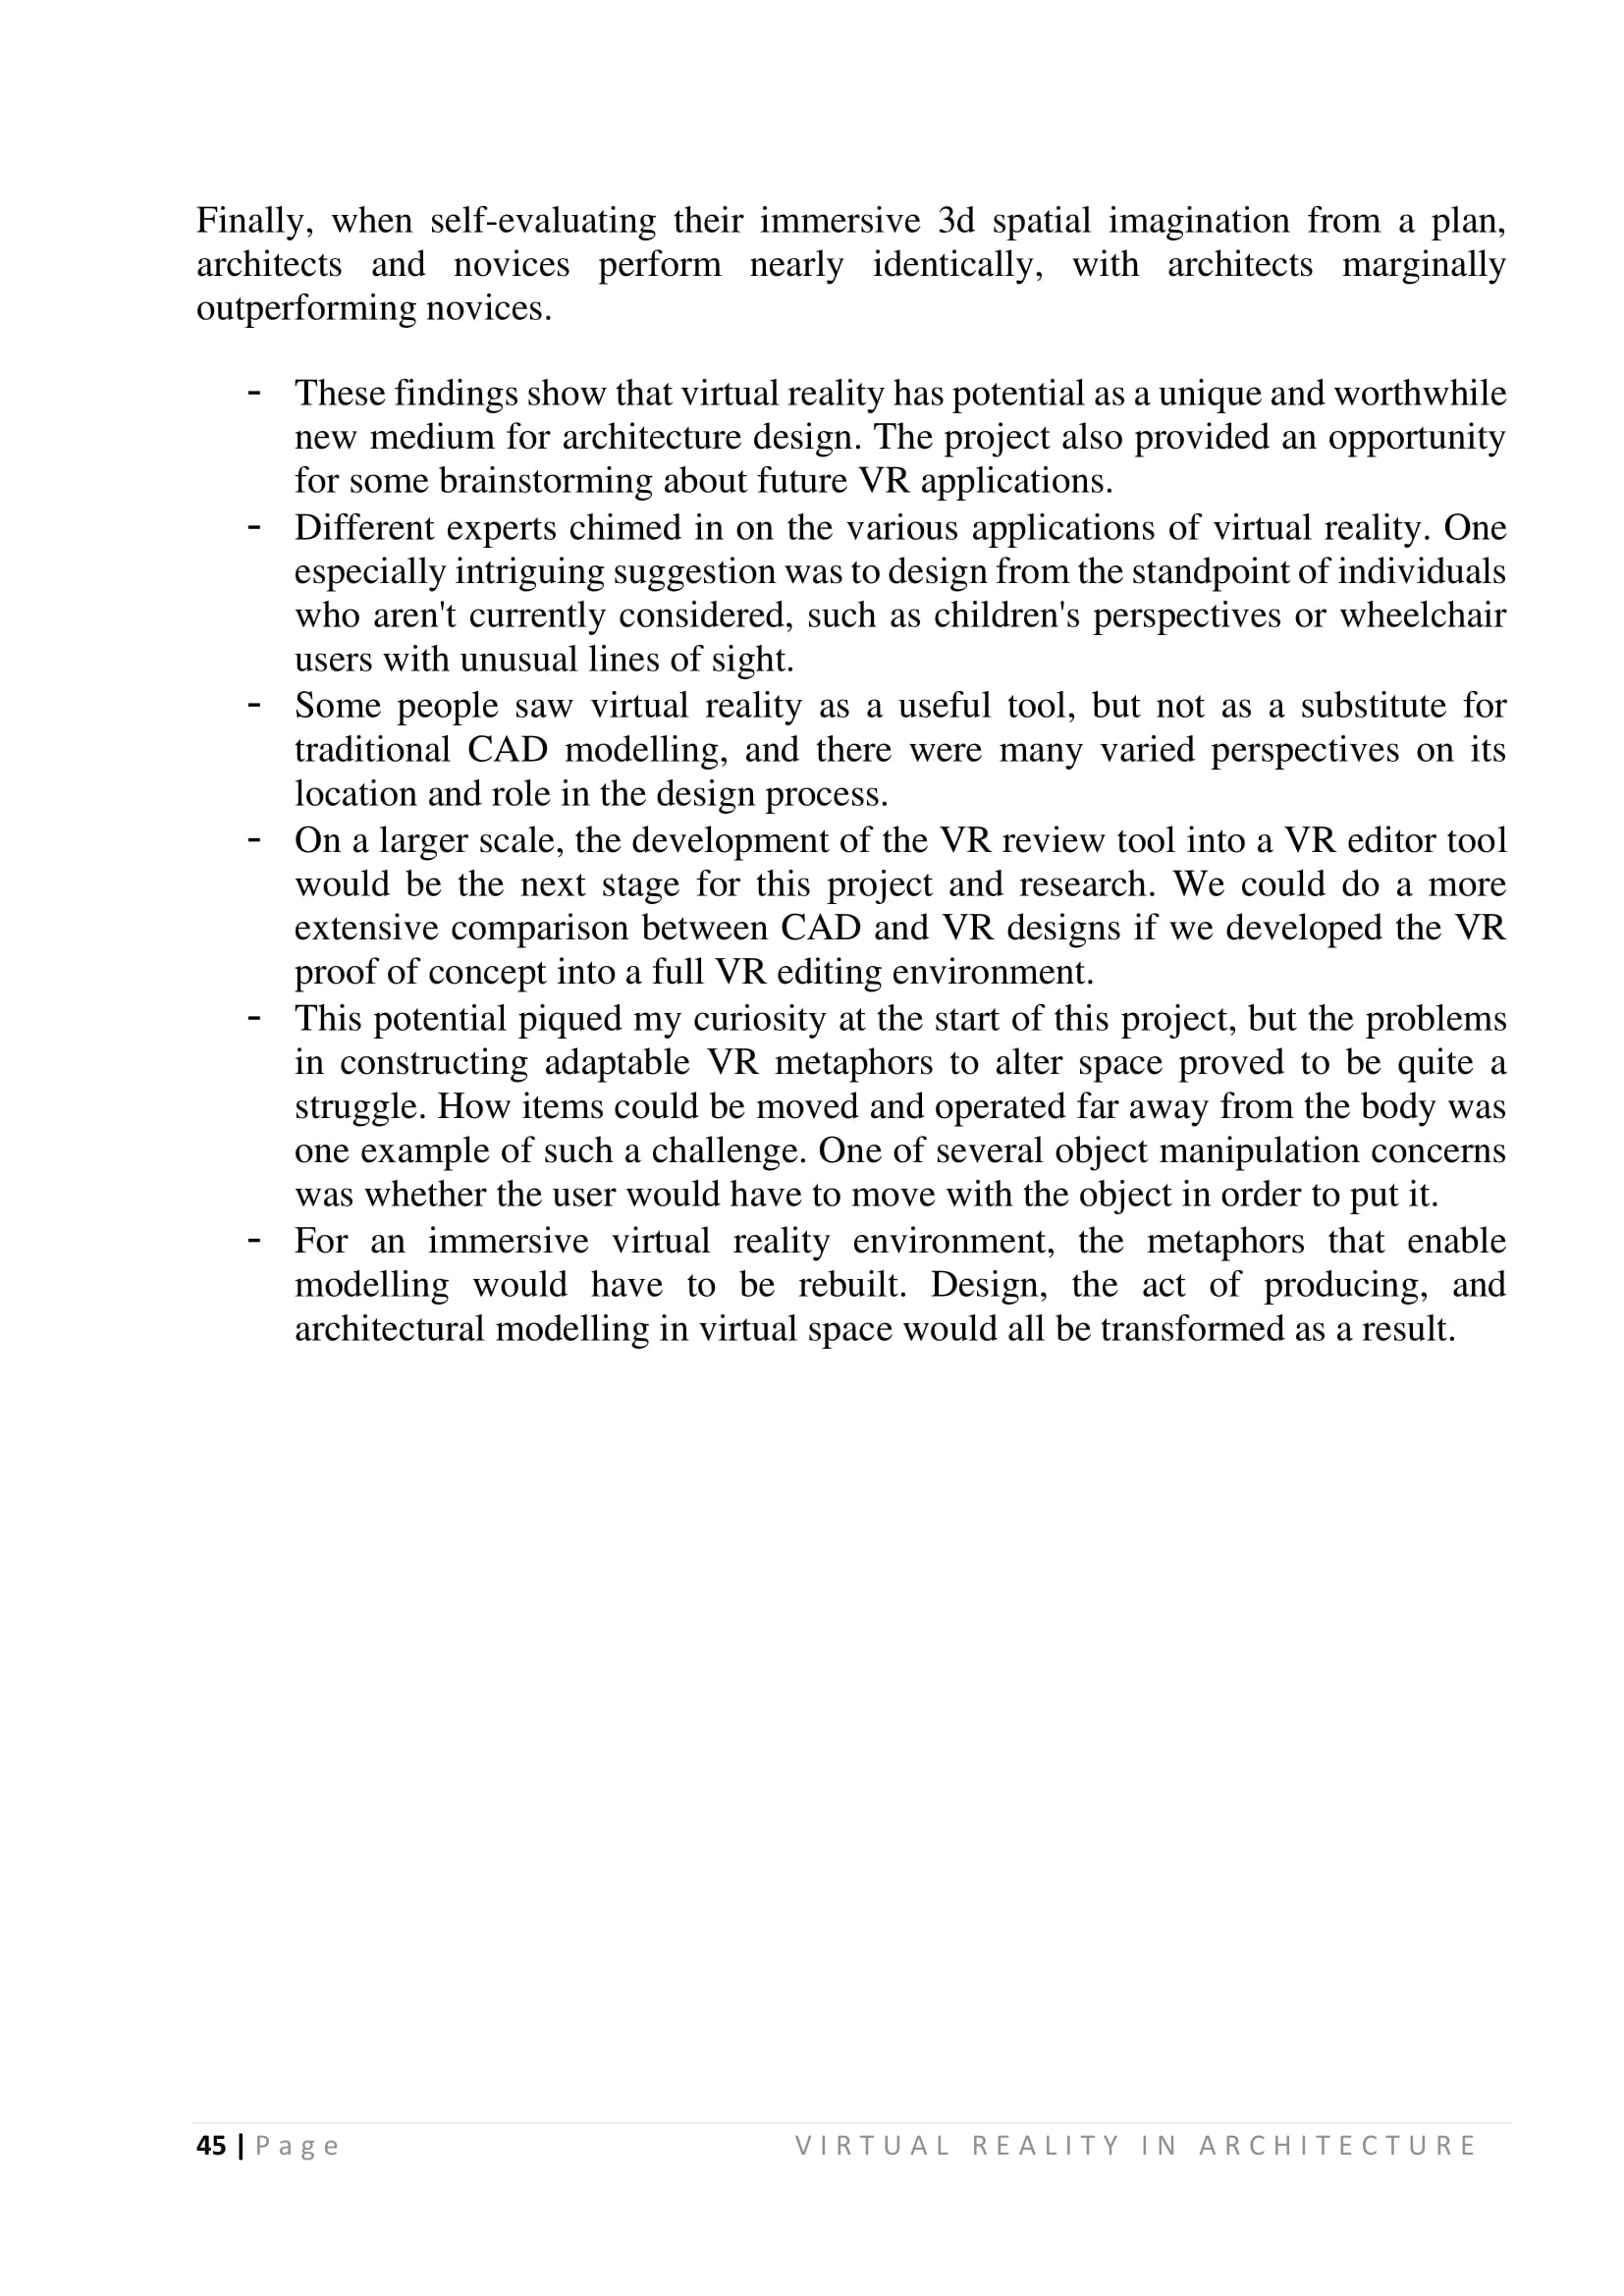 Finally, when self-evaluating their immersive 3d spatial imagination from a plan,
architects and novices perform nearly identically, with architects marginally
outperforming novices.
- These findings show that virtual reality has potential as a unique and worthwhile
new medium for architecture design. The project also provided an opportunity
for some brainstorming about future VR applications.
- Different experts chimed in on the various applications of virtual reality. One
especially intriguing suggestion was to design from the standpoint of individuals
who aren't currently considered, such as children's perspectives or wheelchair
users with unusual lines of sight.
- Some people saw virtual reality as a useful tool, but not as a substitute for
traditional CAD modelling, and there were many varied perspectives on its
location and role in the design process.
- On a larger scale, the development of the VR review tool into a VR editor tool
would be the next stage for this project and research. We could do a more
extensive comparison between CAD and VR designs if we developed the VR
proof of concept into a full VR editing environment.
- This potential piqued my curiosity at the start of this project, but the problems
in constructing adaptable VR metaphors to alter space proved to be quite a
struggle. How items could be moved and operated far away from the body was
one example of such a challenge. One of several object manipulation concerns
was whether the user would have to move with the object in order to put it.
- For an immersive virtual reality environment, the metaphors that enable
modelling would have to be rebuilt. Design, the act of producing, and
architectural modelling in virtual space would all be transformed as a result.
45 | Page VIRTUAL REALITY IN ARCHITECTURE